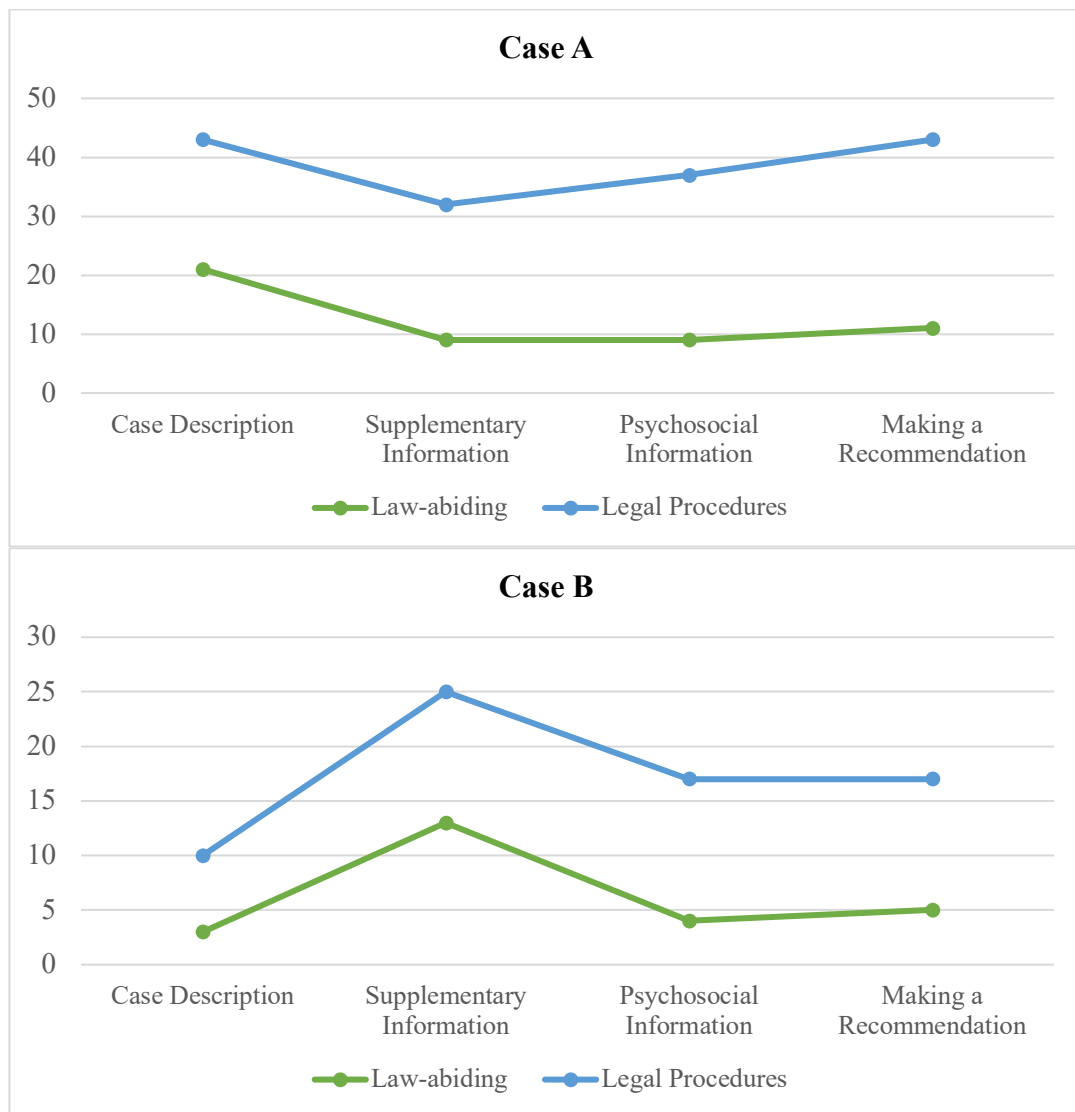 Case A
50
40
30
20
10
0
Case Description
Supplementary
Information
Psychosocial
Information
Making a
Recommendation
Law-abiding
Legal Procedures
Case B
30
25
20
15
10
5
0
Case Description
Supplementary
Information
Psychosocial
Information
Making a
Recommendation
Law-abiding
Legal Procedures